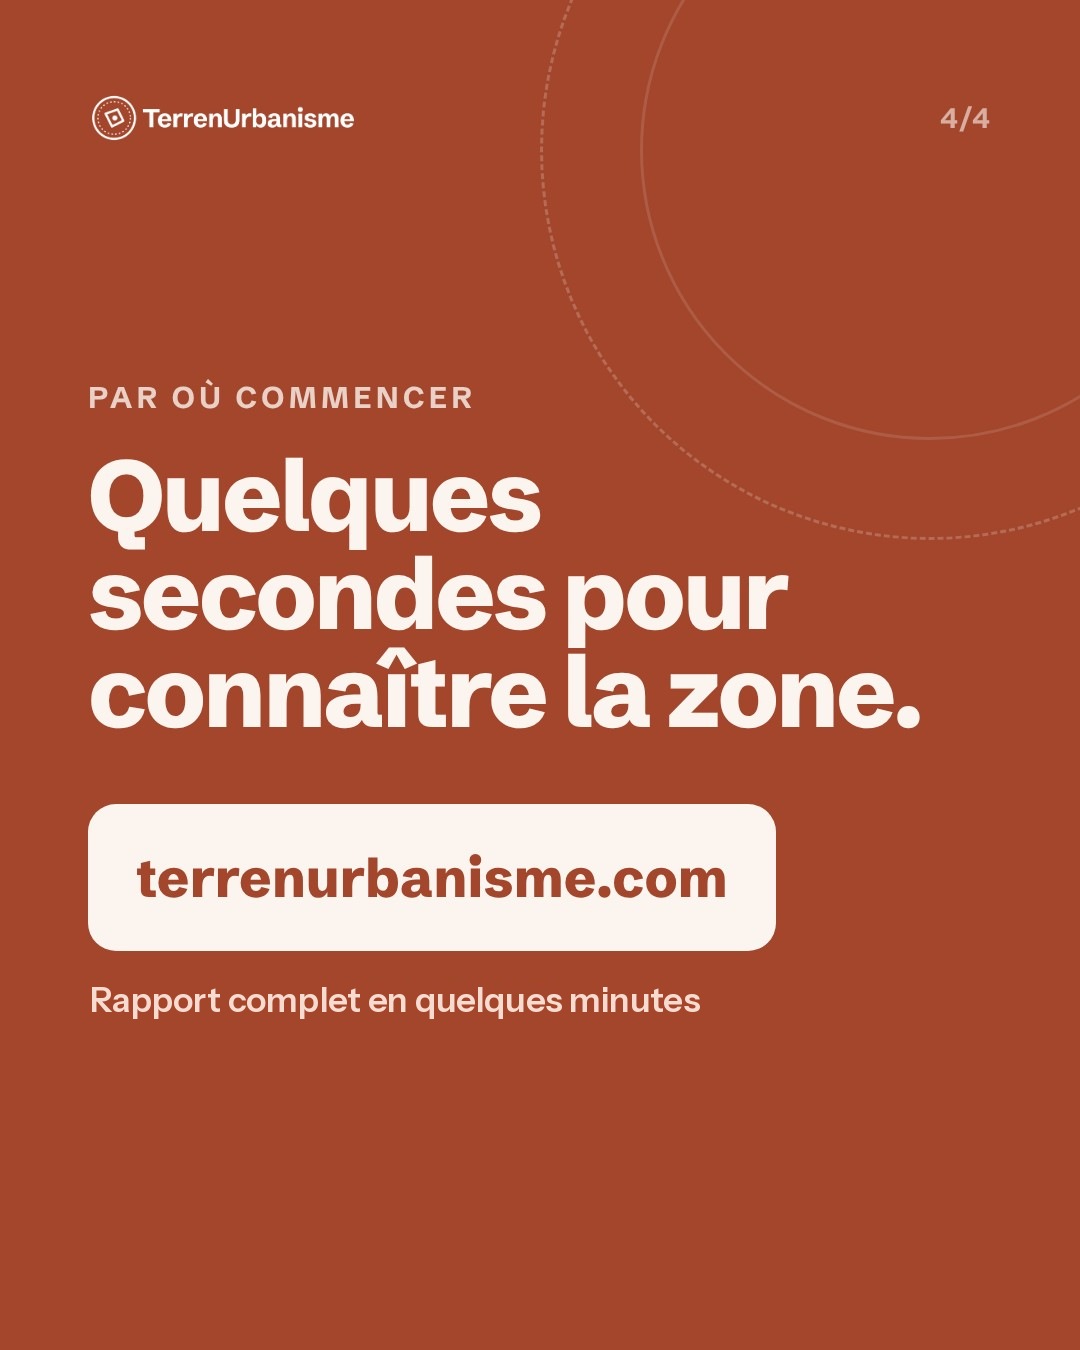 TerrenUrbanisme
4/4
PAR OÙ COMMENCER
Quelques
secondes pour
connaître la zone.
terrenurbanisme.com
Rapport complet en quelques minutes